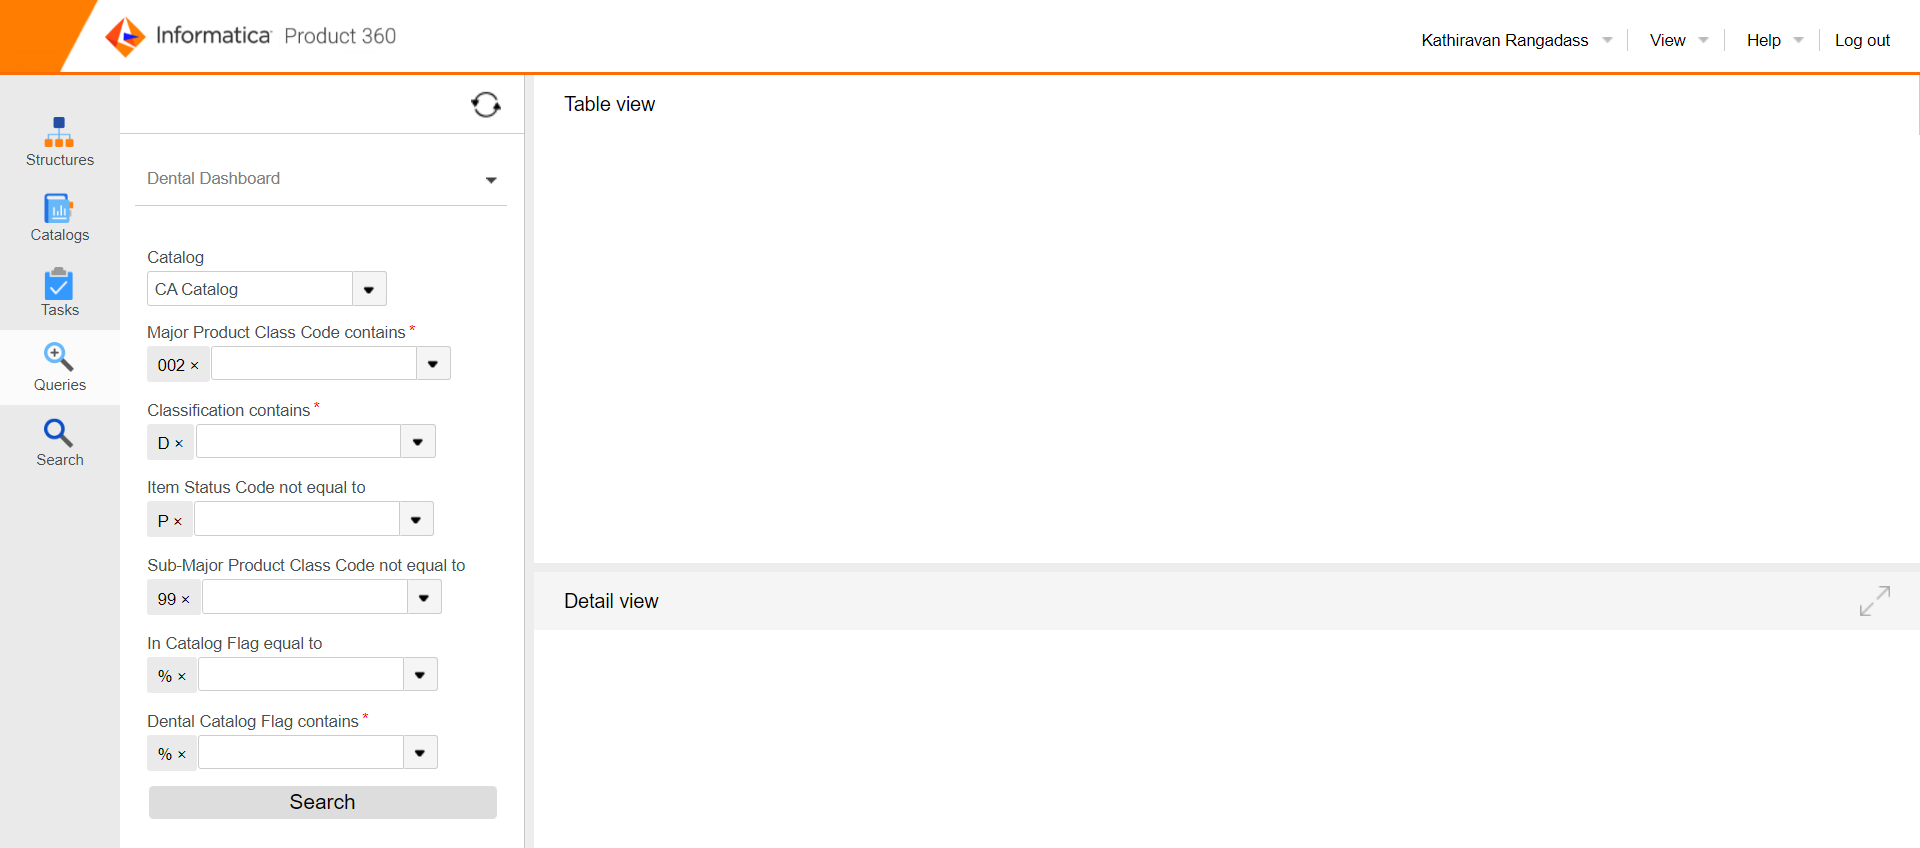 Informatica Product 360
Kathiravan Rangadass
View
Help
Log out
Structures
Catalogs
Tasks
Queries
Search
Dental Dashboard
Catalog
CA Catalog
Major Product Class Code contains *
002 ×
Classification contains *
D ×
Item Status Code not equal to
P ×
Sub-Major Product Class Code not equal to
99 ×
In Catalog Flag equal to
% ×
Dental Catalog Flag contains *
% ×
Search
Table view
Detail view